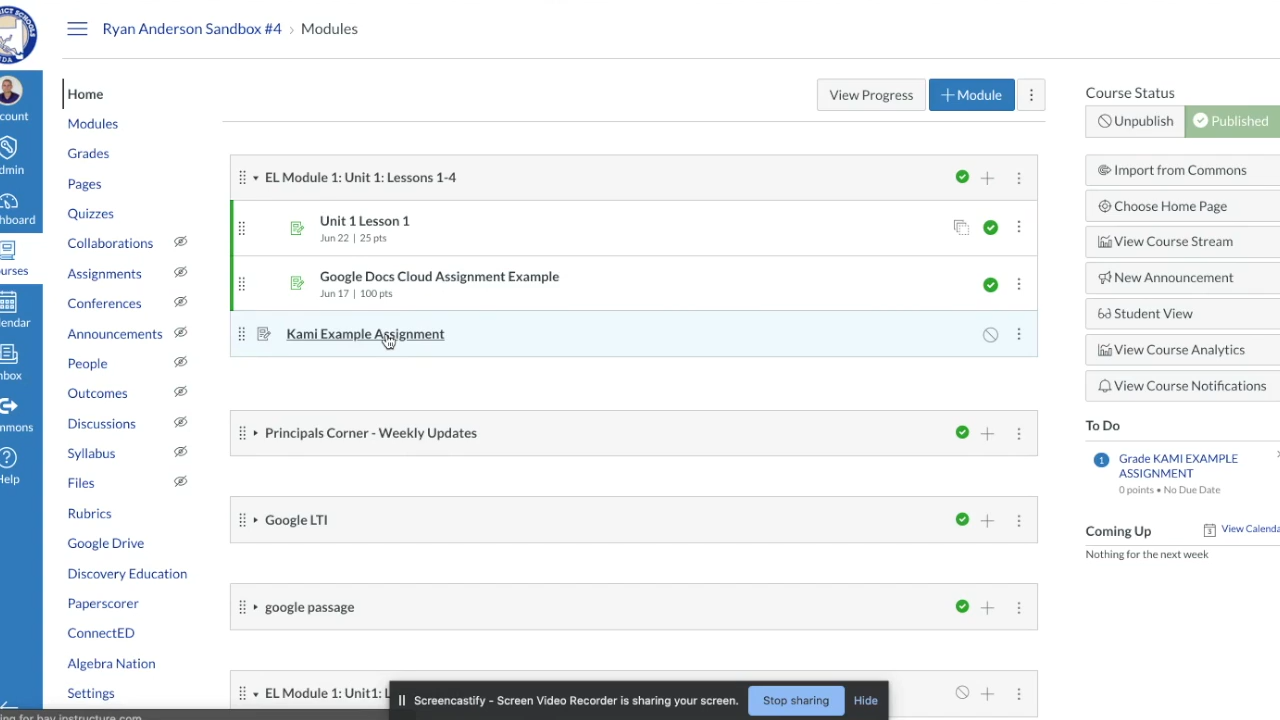 Ryan Anderson Sandbox #4 › Modules
Home
Modules
Grades
Pages
Quizzes
Collaborations
Assignments
Conferences
Announcements
People
Outcomes
Discussions
Syllabus
Files
Rubrics
Google Drive
Discovery Education
Paperscorer
ConnectED
Algebra Nation
Settings
View Progress
+ Module
EL Module 1: Unit 1: Lessons 1-4
Unit 1 Lesson 1
Jun 22 | 25 pts
Google Docs Cloud Assignment Example
Jun 17 | 100 pts
Kami Example Assignment
Principals Corner - Weekly Updates
Google LTI
google passage
EL Module 1: Unit1: L
Screencastify - Screen Video Recorder is sharing your screen.
Stop sharing
Hide
Course Status
Unpublish
Published
Import from Commons
Choose Home Page
View Course Stream
New Announcement
Student View
View Course Analytics
View Course Notifications
To Do
1
Grade KAMI EXAMPLE
ASSIGNMENT
0 points • No Due Date
Coming Up
View Calenda
Nothing for the next week
count
dmin
hboard
urses
endar
nbox
mmons
Help